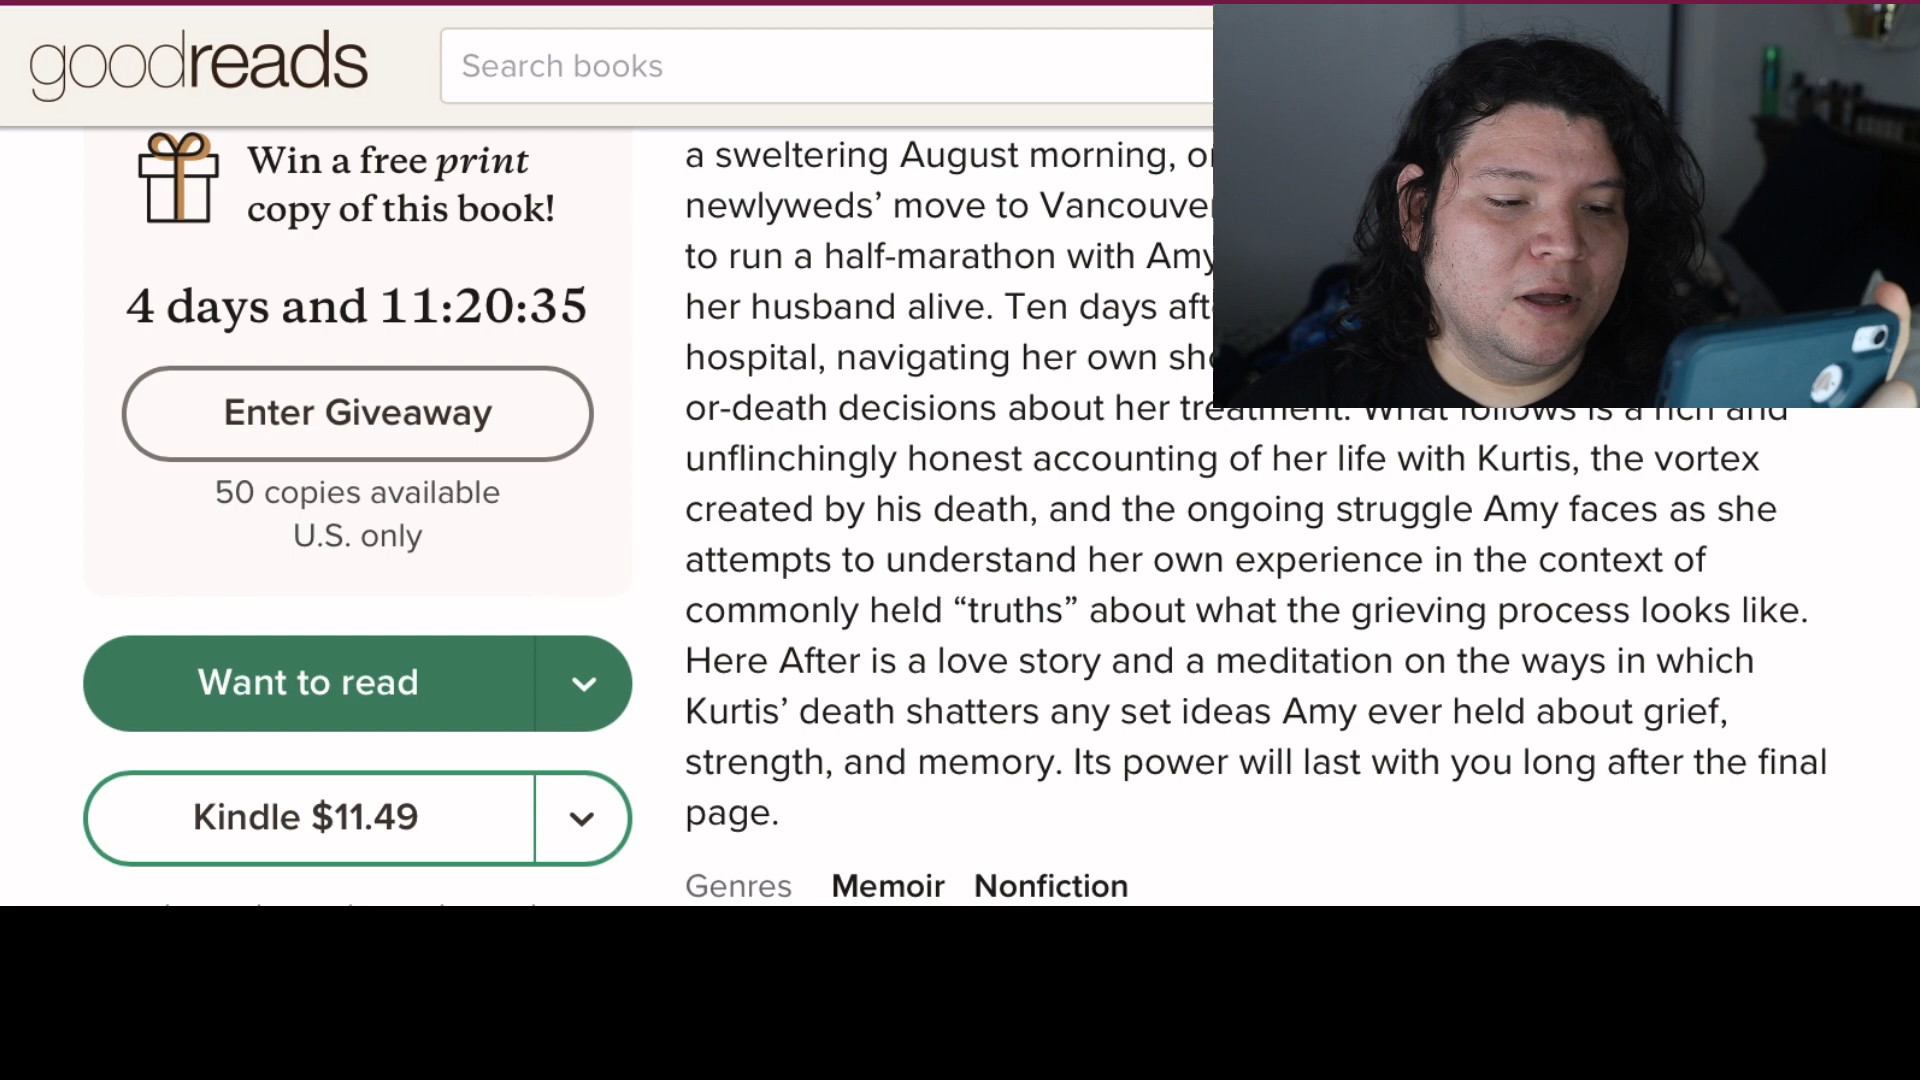 goodreads
Search books
Win a free print
copy of this book!
4 days and 11:20:35
Enter Giveaway
50 copies available
U.S. only
Want to read
Kindle $11.49
a sweltering August morning,
newlyweds’ move to Vancouver
to run a half-marathon with Amy
her husband alive. Ten days
hospital, navigating her own
or-death decisions about her treatment. What follows is a rich and
unflinchingly honest accounting of her life with Kurtis, the vortex
created by his death, and the ongoing struggle Amy faces as she
attempts to understand her own experience in the context of
commonly held “truths” about what the grieving process looks like.
Here After is a love story and a meditation on the ways in which
Kurtis’ death shatters any set ideas Amy ever held about grief,
strength, and memory. Its power will last with you long after the final
page.
Genres Memoir Nonfiction